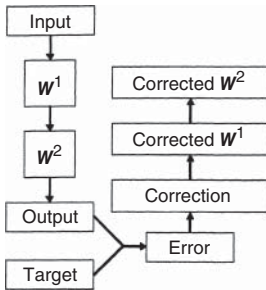 Input
W¹
W²
Output
Target
Error
Correction
Corrected W¹
Corrected W²